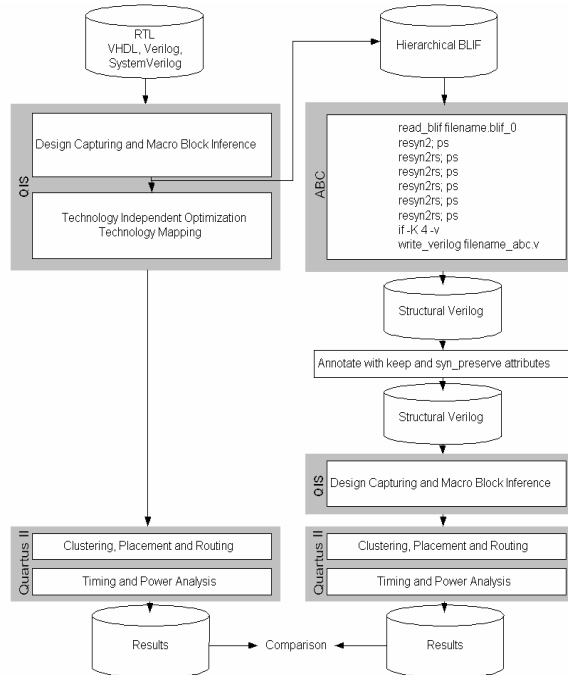 RTL
VHDL, Verilog,
SystemVerilog
Hierarchical BLIF
QIS
Design Capturing and Macro Block Inference
Technology Independent Optimization
Technology Mapping
ABC
read_blif filename.blif_0
resyn2; ps
resyn2rs; ps
resyn2rs; ps
resyn2rs; ps
resyn2rs; ps
resyn2rs; ps
if -K 4 -v
write_verilog filename_abc.v
Structural Verilog
Annotate with keep and syn_preserve attributes
Structural Verilog
QIS
Design Capturing and Macro Block Inference
Quartus II
Clustering, Placement and Routing
Timing and Power Analysis
Quartus II
Clustering, Placement and Routing
Timing and Power Analysis
Results
Comparison
Results